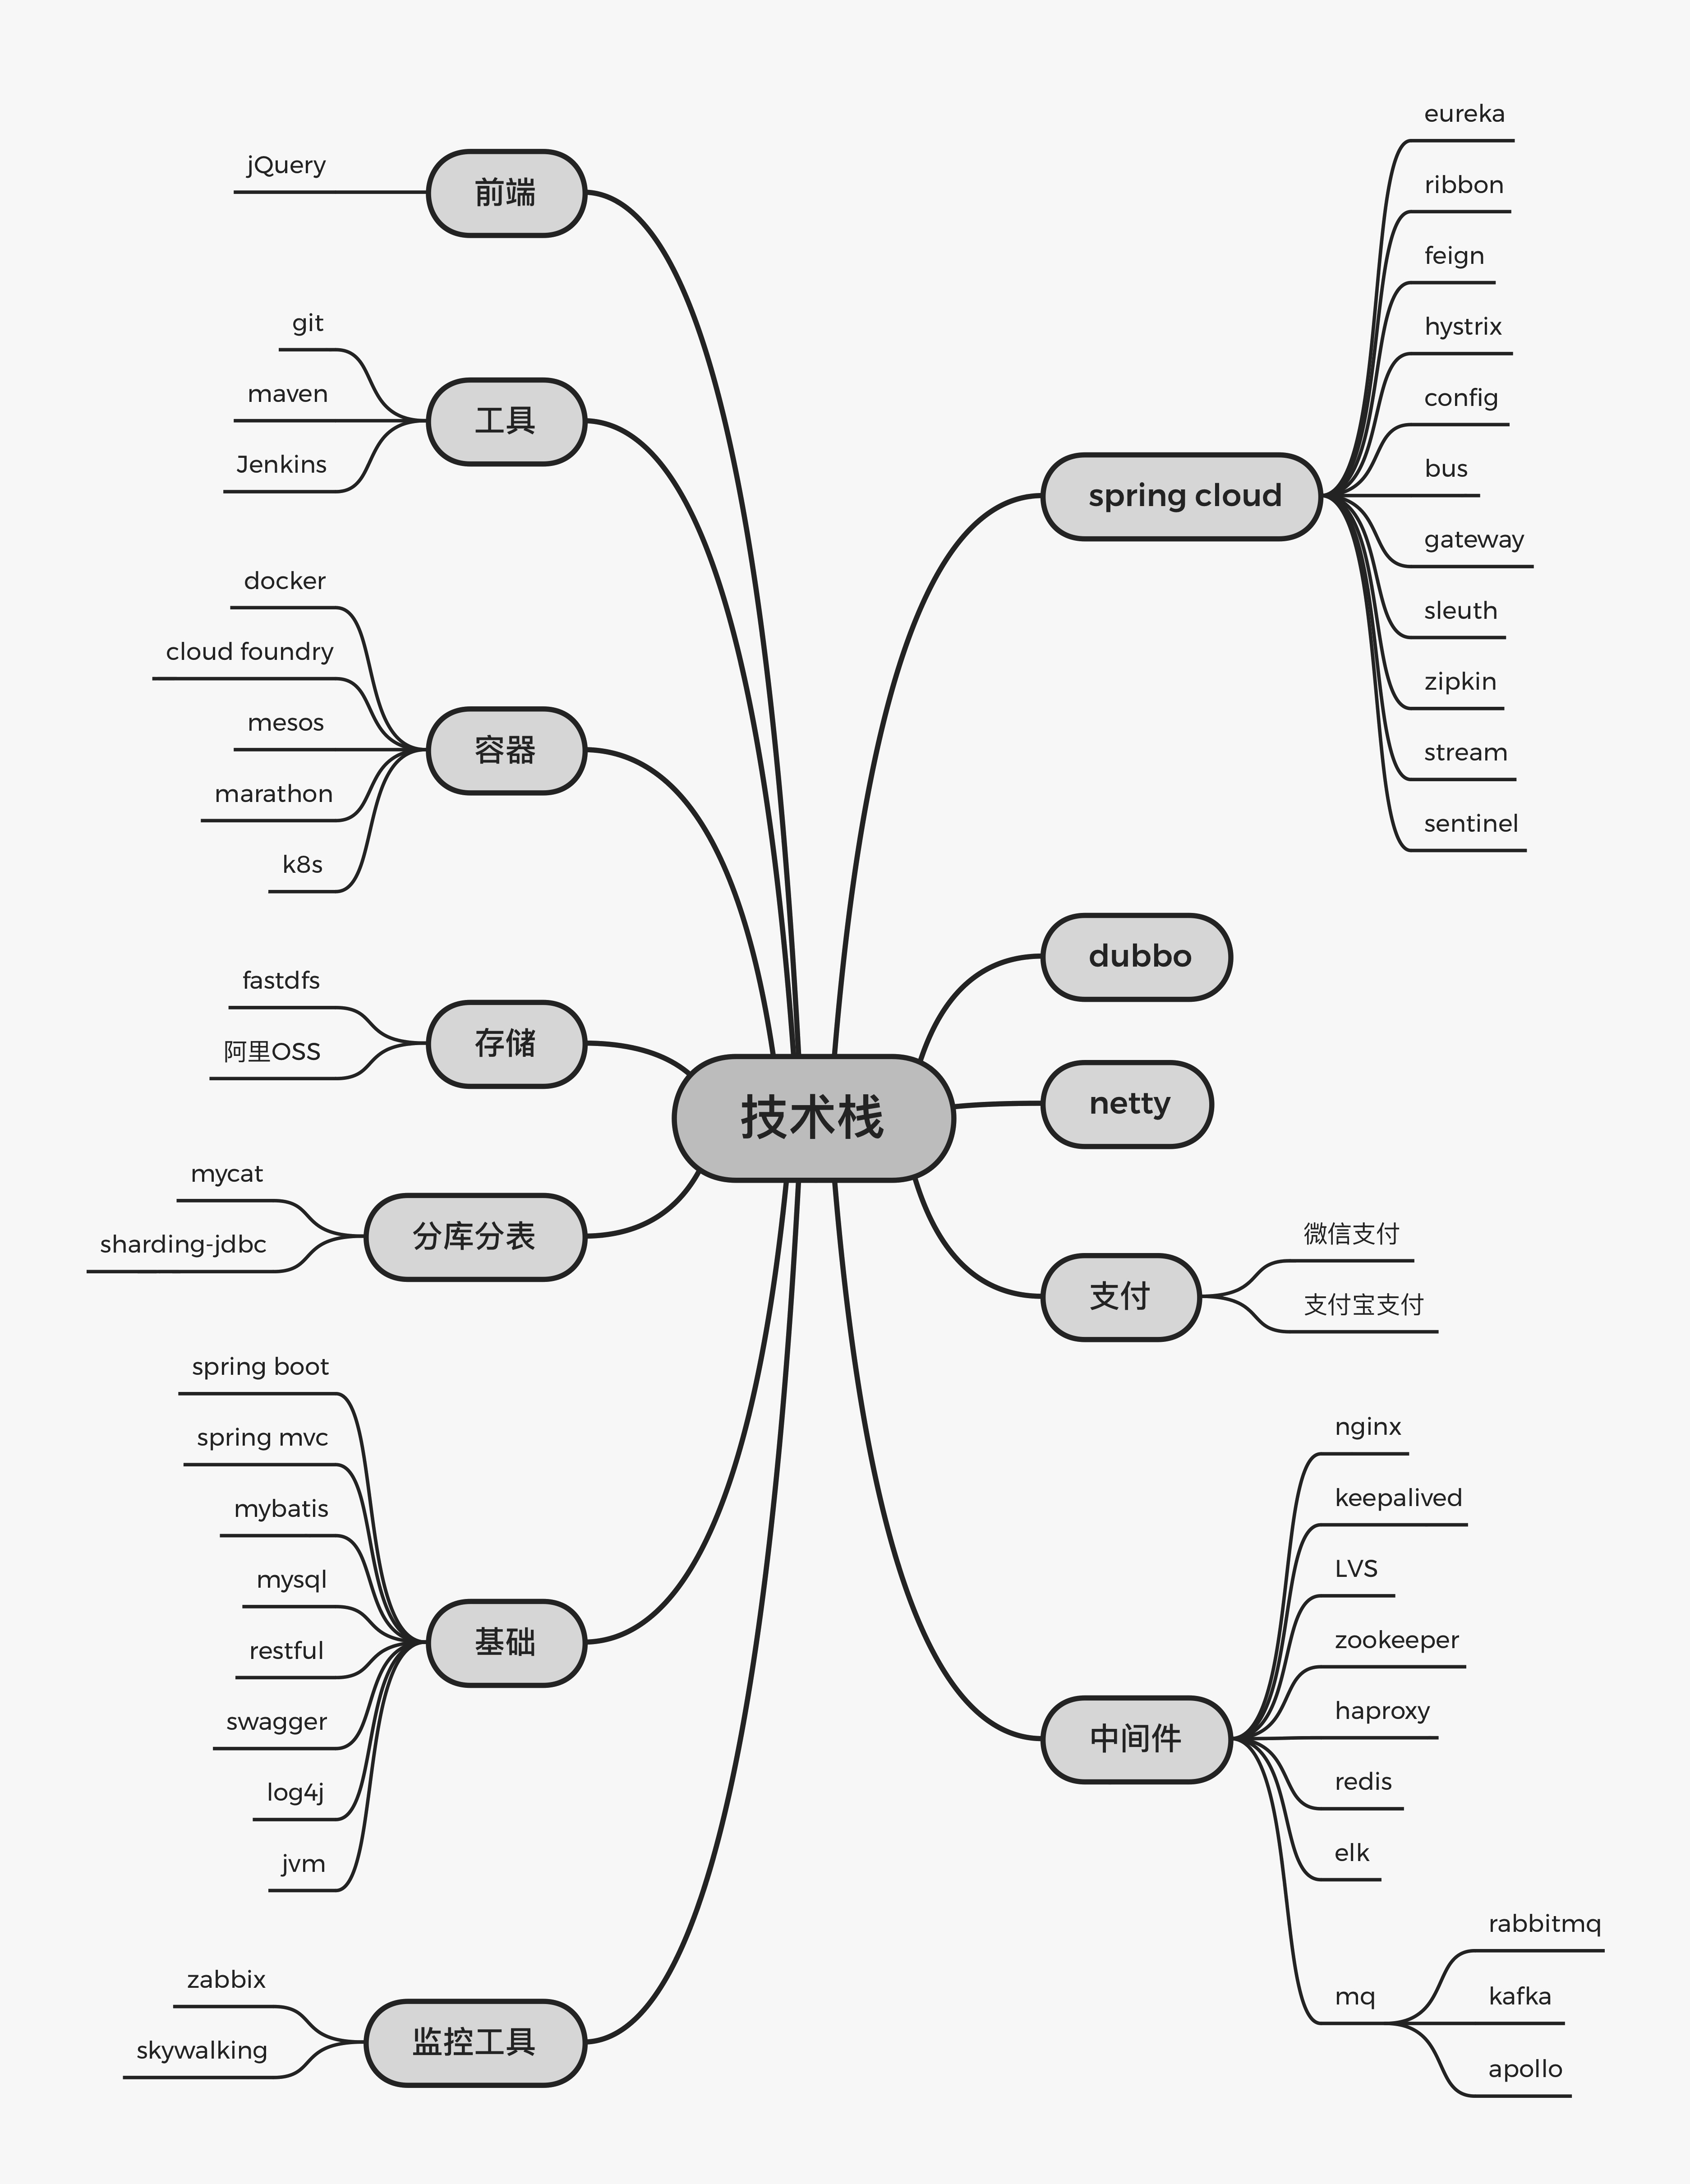 技术栈
spring cloud
eureka
ribbon
feign
hystrix
config
bus
gateway
sleuth
zipkin
stream
sentinel
dubbo
netty
支付
微信支付
支付宝支付
中间件
nginx
keepalived
LVS
zookeeper
haproxy
redis
elk
mq
rabbitmq
kafka
apollo
前端
jQuery
工具
git
maven
Jenkins
容器
docker
cloud foundry
mesos
marathon
k8s
存储
fastdfs
阿里OSS
分库分表
mycat
sharding-jdbc
基础
spring boot
spring mvc
mybatis
mysql
restful
swagger
log4j
jvm
监控工具
zabbix
skywalking